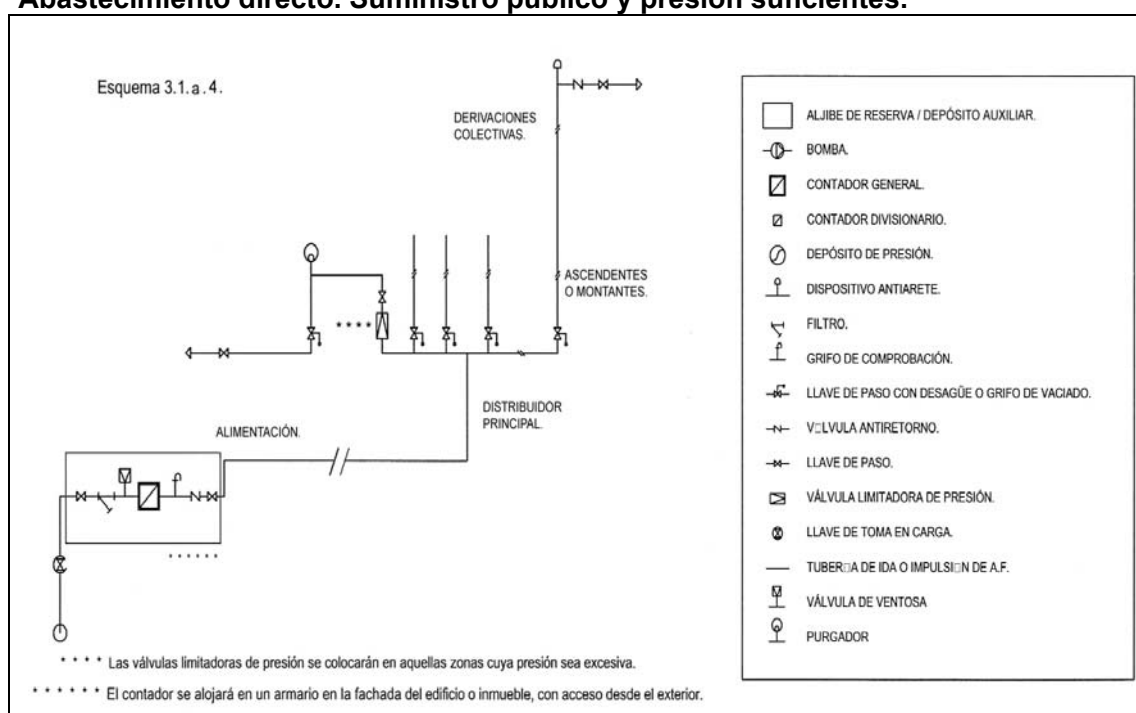 Abastecimiento directo. Suministro público y presión suficientes.
Esquema 3.1.a.4.
DERIVACIONES
COLECTIVAS.
ASCENDENTES
O MONTANTES.
* * * *
DISTRIBUIDOR
PRINCIPAL.
ALIMENTACIÓN.
* * * * * *
* * * * Las válvulas limitadoras de presión se colocarán en aquellas zonas cuya presión sea excesiva.
* * * * * * El contador se alojará en un armario en la fachada del edificio o inmueble, con acceso desde el exterior.
ALJIBE DE RESERVA / DEPÓSITO AUXILIAR.
BOMBA.
CONTADOR GENERAL.
CONTADOR DIVISIONARIO.
DEPÓSITO DE PRESIÓN.
DISPOSITIVO ANTIARETE.
FILTRO.
GRIFO DE COMPROBACIÓN.
LLAVE DE PASO CON DESAGÜE O GRIFO DE VACIADO.
V□LVULA ANTIRETORNO.
LLAVE DE PASO.
VÁLVULA LIMITADORA DE PRESIÓN.
LLAVE DE TOMA EN CARGA.
TUBER□A DE IDA O IMPULSI□N DE A.F.
VÁLVULA DE VENTOSA
PURGADOR